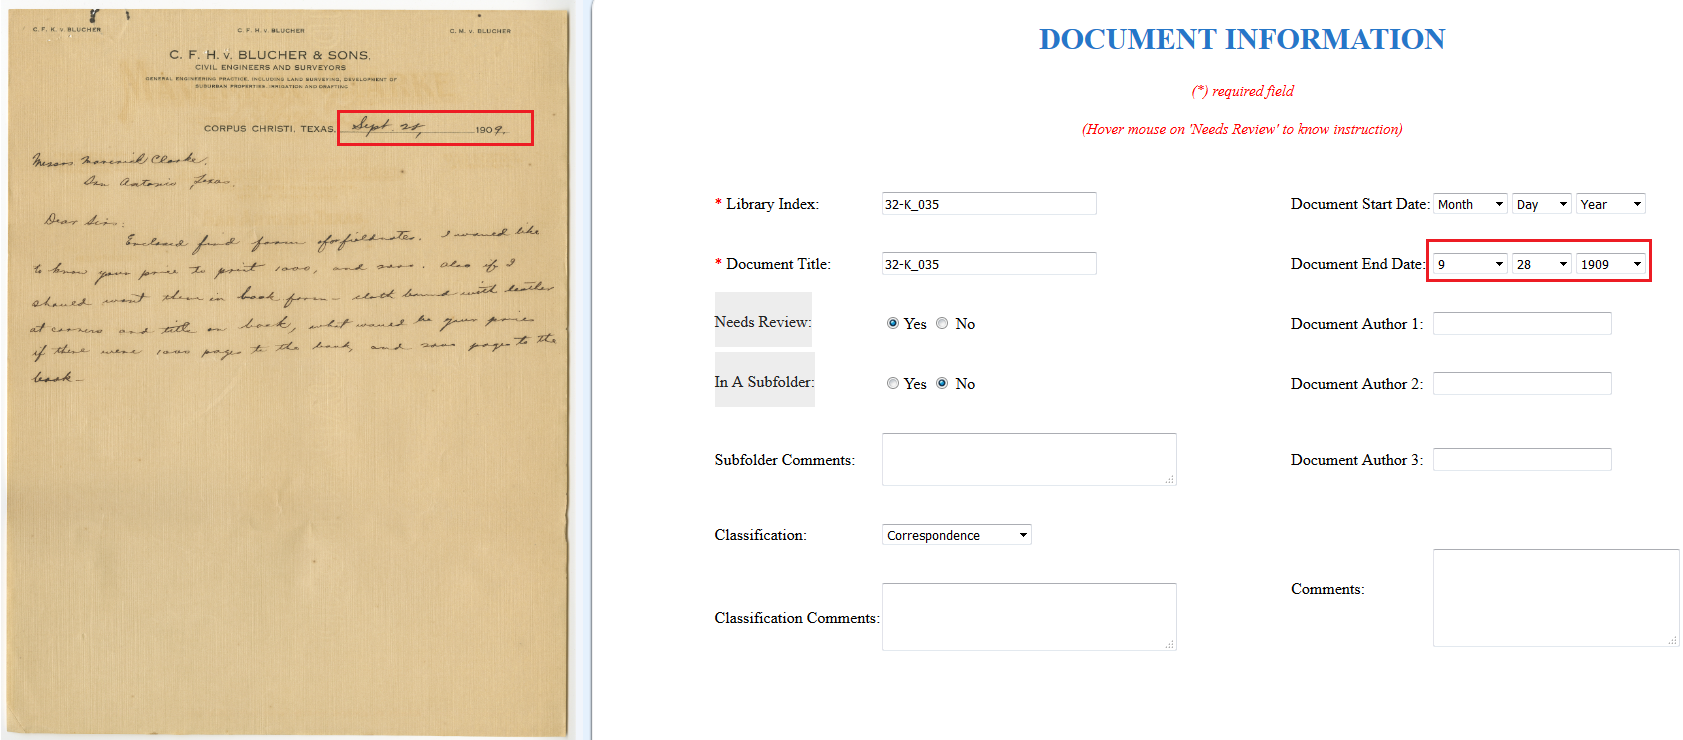 C. F. K. v. BLUCHER
C. F. H. v. BLUCHER
C. M. v. BLUCHER
C. F. H. v. BLUCHER & SONS.
CIVIL ENGINEERS AND SURVEYORS
GENERAL ENGINEERING PRACTICE, INCLUDING LAND SURVEYING, DEVELOPMENT OF
SUBURBAN PROPERTIES, IRRIGATION AND DRAFTING
CORPUS CHRISTI, TEXAS, Sept. 28, 1909.
Messrs Maverick Clarke.
San Antonio Texas.
Dear Sirs:
Enclosed find form of fieldnotes. I would like
to know your price to print 1000, and 2000. Also if I
should want them in book form - cloth bound with leather
at corners and title on book, what would be your price
if there were 1000 pages to the book, and 2000 pages to the
book -
DOCUMENT INFORMATION
(*) required field
(Hover mouse on 'Needs Review' to know instruction)
* Library Index: 32-K_035
* Document Title: 32-K_035
Needs Review: Yes No
In A Subfolder: Yes No
Subfolder Comments:
Classification: Correspondence
Classification Comments:
Document Start Date: Month Day Year
Document End Date: 9 28 1909
Document Author 1:
Document Author 2:
Document Author 3:
Comments: